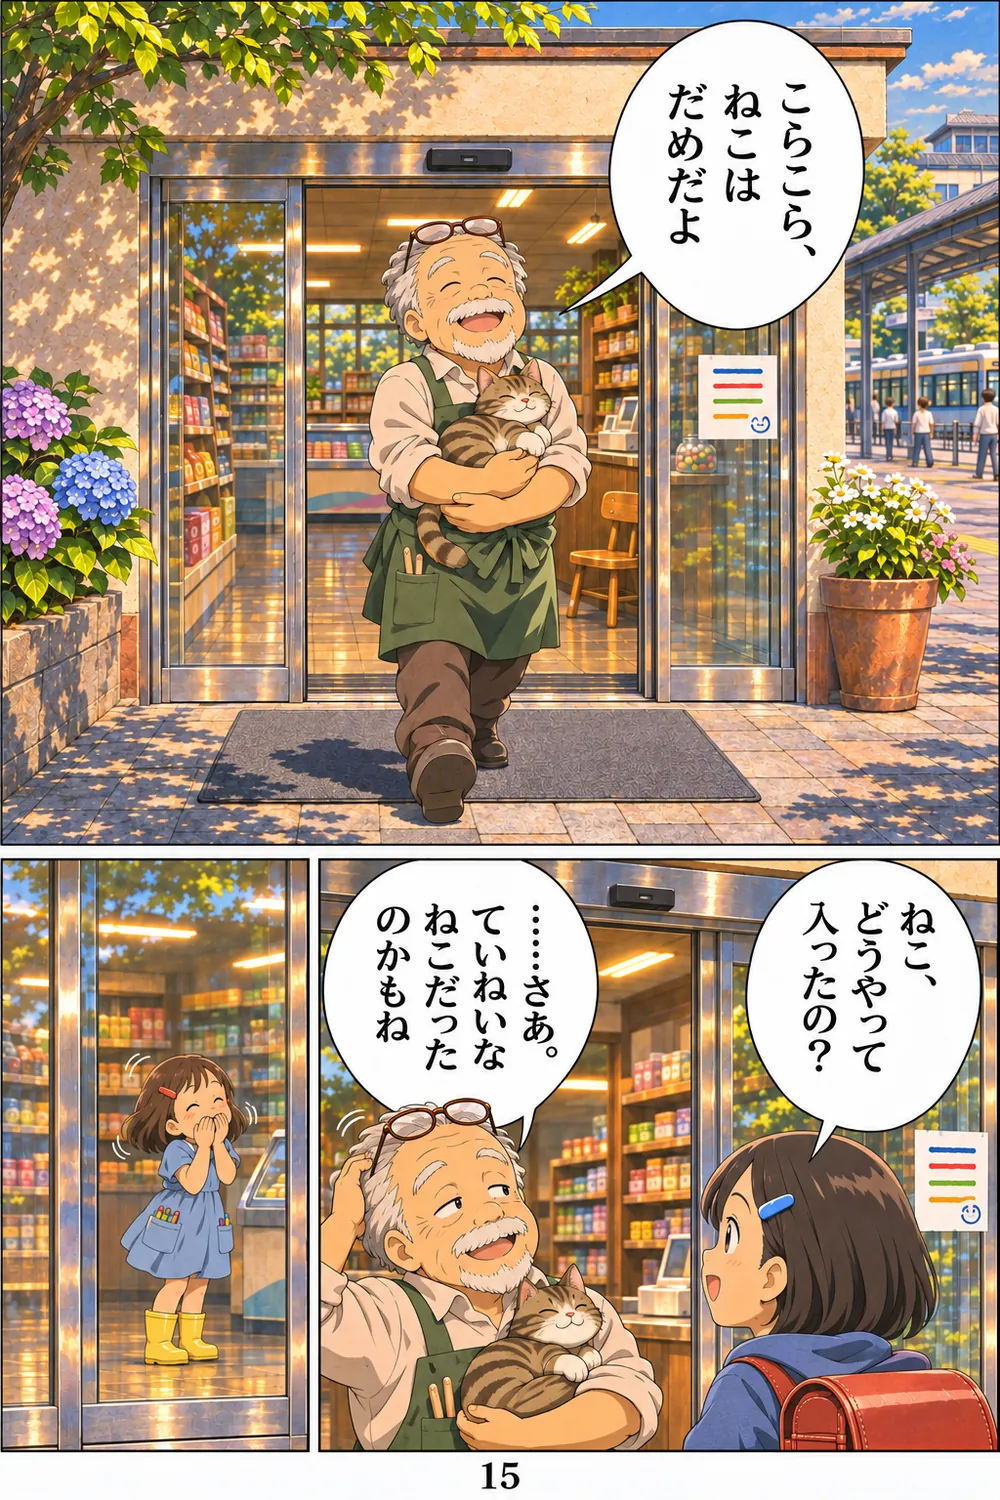 こらこら、
ねこは
だめだよ
ねこ、
どうやって
入ったの？
……さあ。
ていねいな
ねこだった
のかもね
15